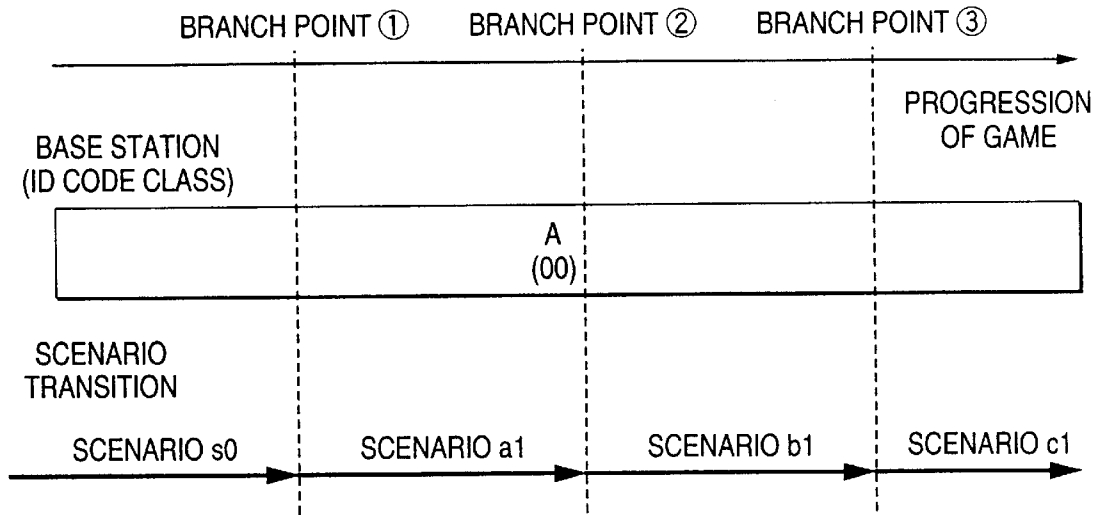 BRANCH POINT ① BRANCH POINT ② BRANCH POINT ③
PROGRESSION
OF GAME
BASE STATION
(ID CODE CLASS)
A
(00)
SCENARIO
TRANSITION
SCENARIO s0 SCENARIO a1 SCENARIO b1 SCENARIO c1